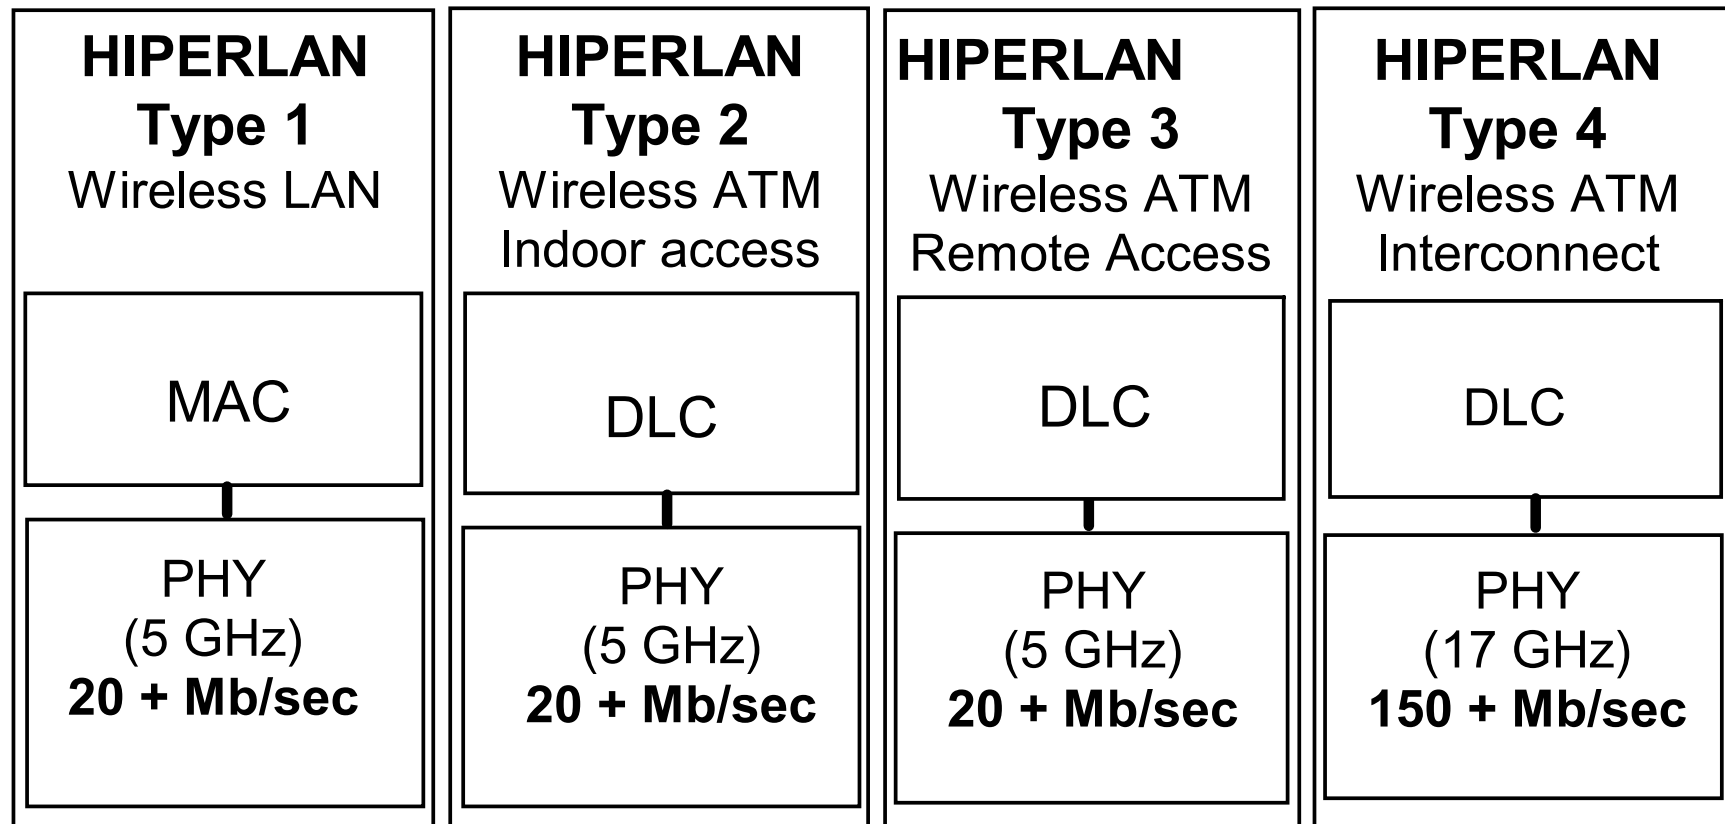 HIPERLAN
Type 1
Wireless LAN
MAC
PHY
(5 GHz)
20 + Mb/sec
HIPERLAN
Type 2
Wireless ATM
Indoor access
DLC
PHY
(5 GHz)
20 + Mb/sec
HIPERLAN
Type 3
Wireless ATM
Remote Access
DLC
PHY
(5 GHz)
20 + Mb/sec
HIPERLAN
Type 4
Wireless ATM
Interconnect
DLC
PHY
(17 GHz)
150 + Mb/sec